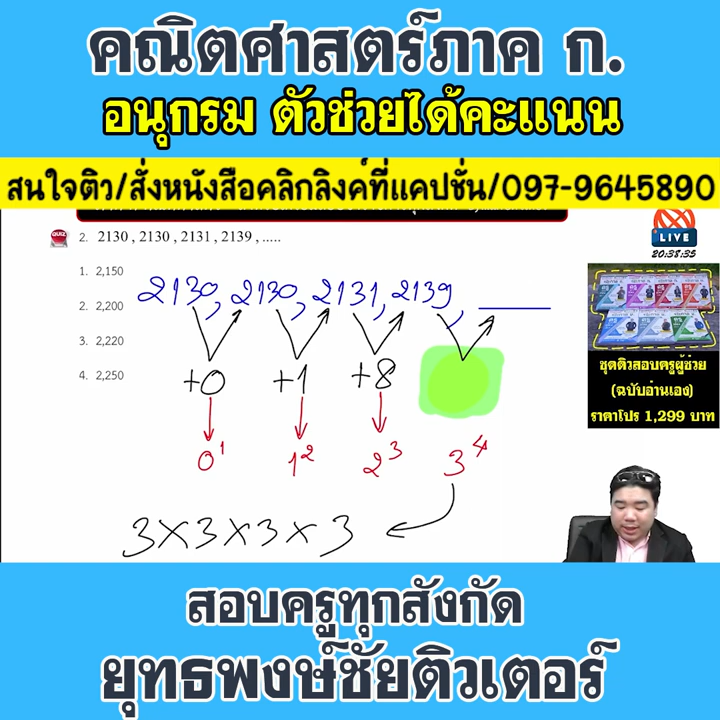 คณิตศาสตร์ภาค ก.
อนุกรม ตัวช่วยได้คะแนน
สนใจติว/สั่งหนังสือคลิกลิงค์ที่แคปชั่น/097-9645890
QUIZ
2. 2130 , 2130 , 2131 , 2139 , .....
1. 2,150
2. 2,200
3. 2,220
4. 2,250
2130, 2130, 2131, 2139, ______
+0 +1 +8
0¹ 1² 2³ 3⁴
3×3×3×3
LIVE
20:38:35
ชุดติวสอบครูผู้ช่วย
(ฉบับอ่านเอง)
ราคาโปร 1,299 บาท
สอบครูทุกสังกัด
ยุทธพงษ์ชัยติวเตอร์